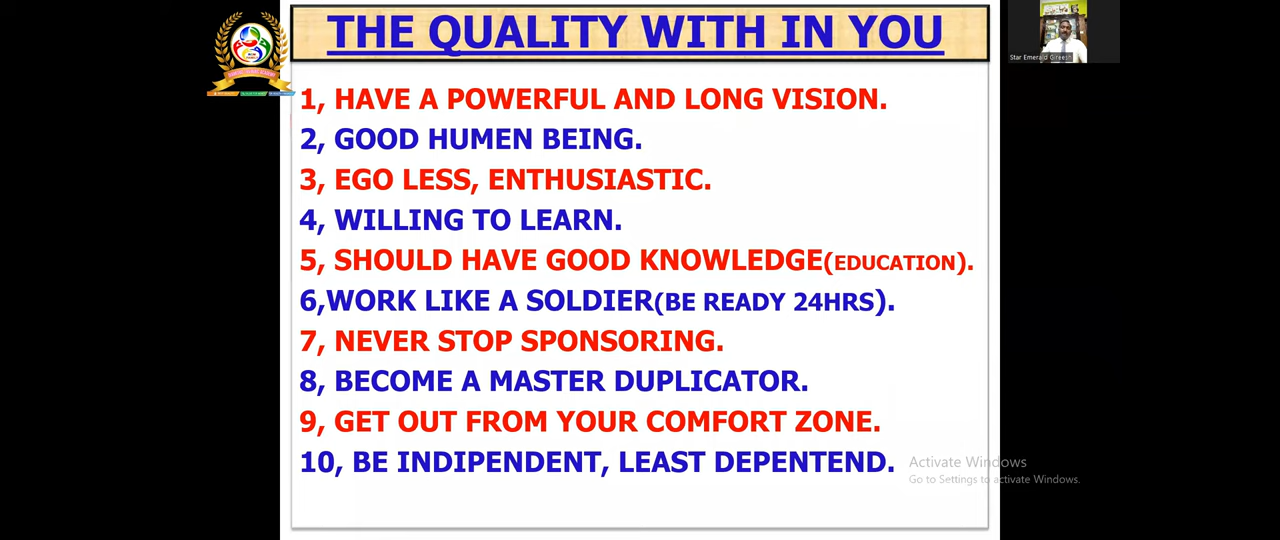 THE QUALITY WITH IN YOU
Star Emerald Gireesh
1, HAVE A POWERFUL AND LONG VISION.
2, GOOD HUMEN BEING.
3, EGO LESS, ENTHUSIASTIC.
4, WILLING TO LEARN.
5, SHOULD HAVE GOOD KNOWLEDGE(EDUCATION).
6,WORK LIKE A SOLDIER(BE READY 24HRS).
7, NEVER STOP SPONSORING.
8, BECOME A MASTER DUPLICATOR.
9, GET OUT FROM YOUR COMFORT ZONE.
10, BE INDIPENDENT, LEAST DEPENTEND.
Activate Windows
Go to Settings to activate Windows.